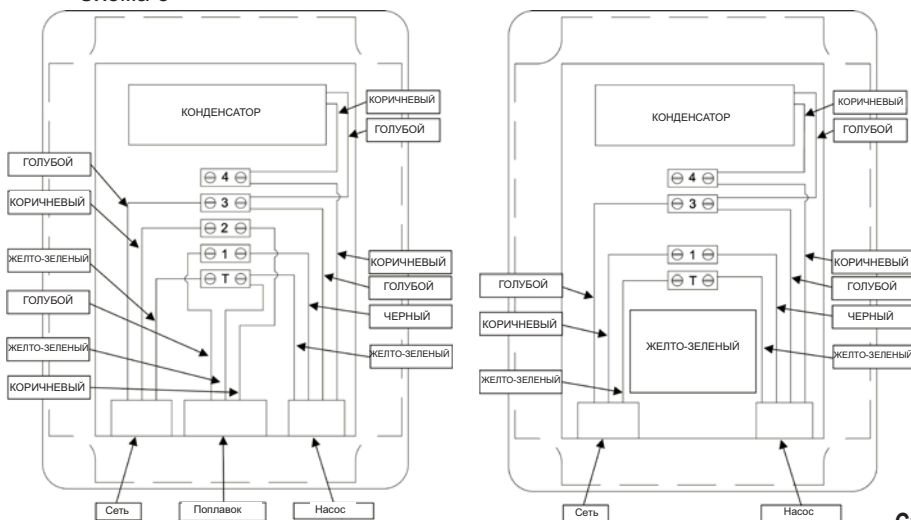 КОНДЕНСАТОР
КОРИЧНЕВЫЙ
ГОЛУБОЙ
ГОЛУБОЙ
КОРИЧНЕВЫЙ
ЖЕЛТО-ЗЕЛЕНЫЙ
ГОЛУБОЙ
ЖЕЛТО-ЗЕЛЕНЫЙ
КОРИЧНЕВЫЙ
4
3
2
1
T
КОРИЧНЕВЫЙ
ГОЛУБОЙ
ЧЕРНЫЙ
ЖЕЛТО-ЗЕЛЕНЫЙ
Сеть
Поплавок
Насос
КОНДЕНСАТОР
КОРИЧНЕВЫЙ
ГОЛУБОЙ
4
3
1
T
ГОЛУБОЙ
КОРИЧНЕВЫЙ
ЖЕЛТО-ЗЕЛЕНЫЙ
ЖЕЛТО-ЗЕЛЕНЫЙ
КОРИЧНЕВЫЙ
ГОЛУБОЙ
ЧЕРНЫЙ
ЖЕЛТО-ЗЕЛЕНЫЙ
Сеть
Насос